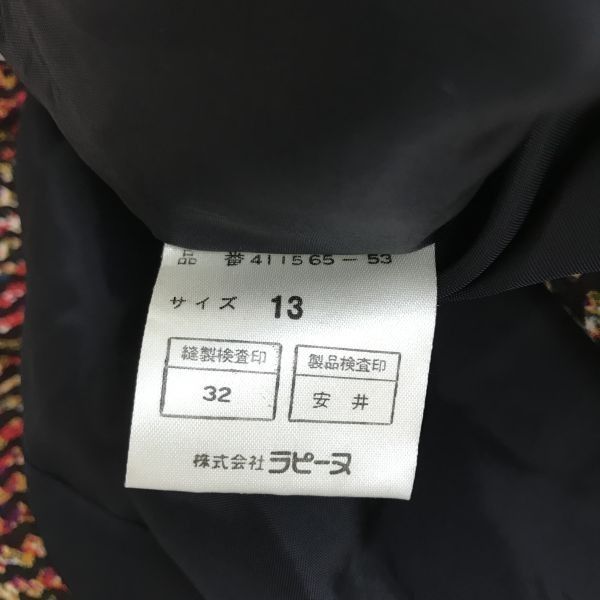 品 番 411565-53
サイズ 13
縫製検査印 製品検査印
32 安 井
株式会社 ラピーヌ